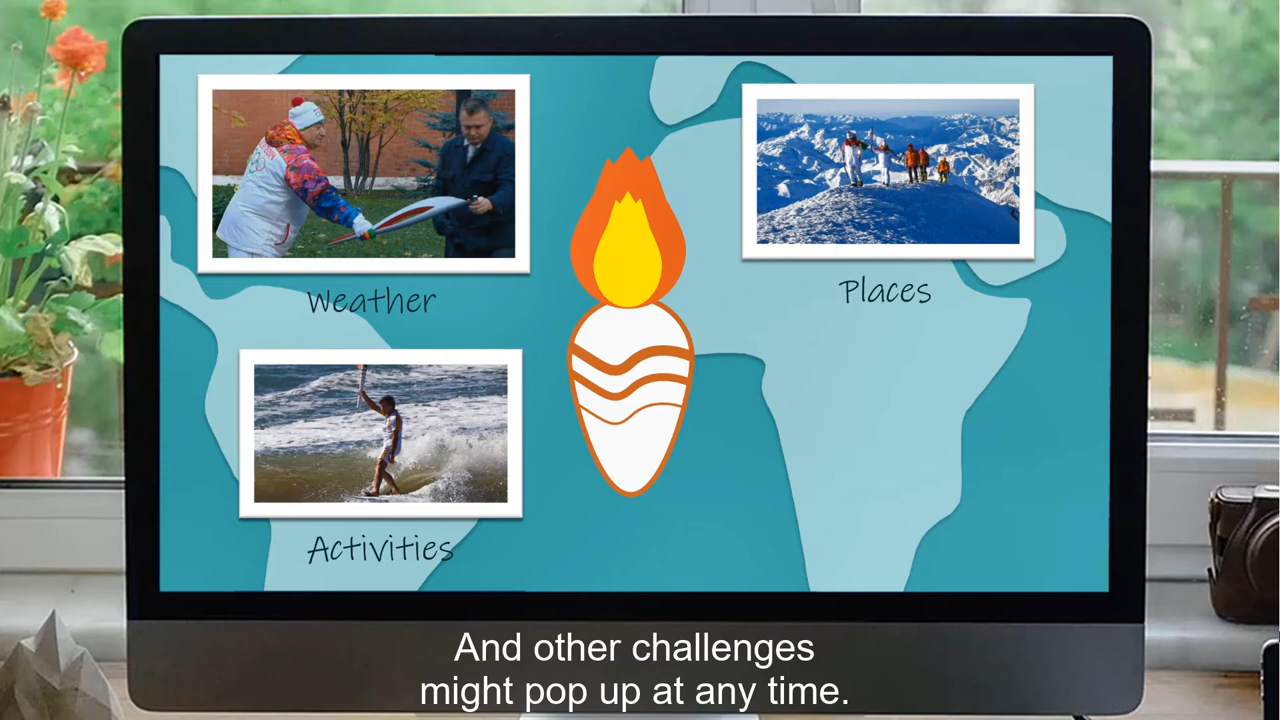 Weather
Places
Activities
And other challenges
might pop up at any time.